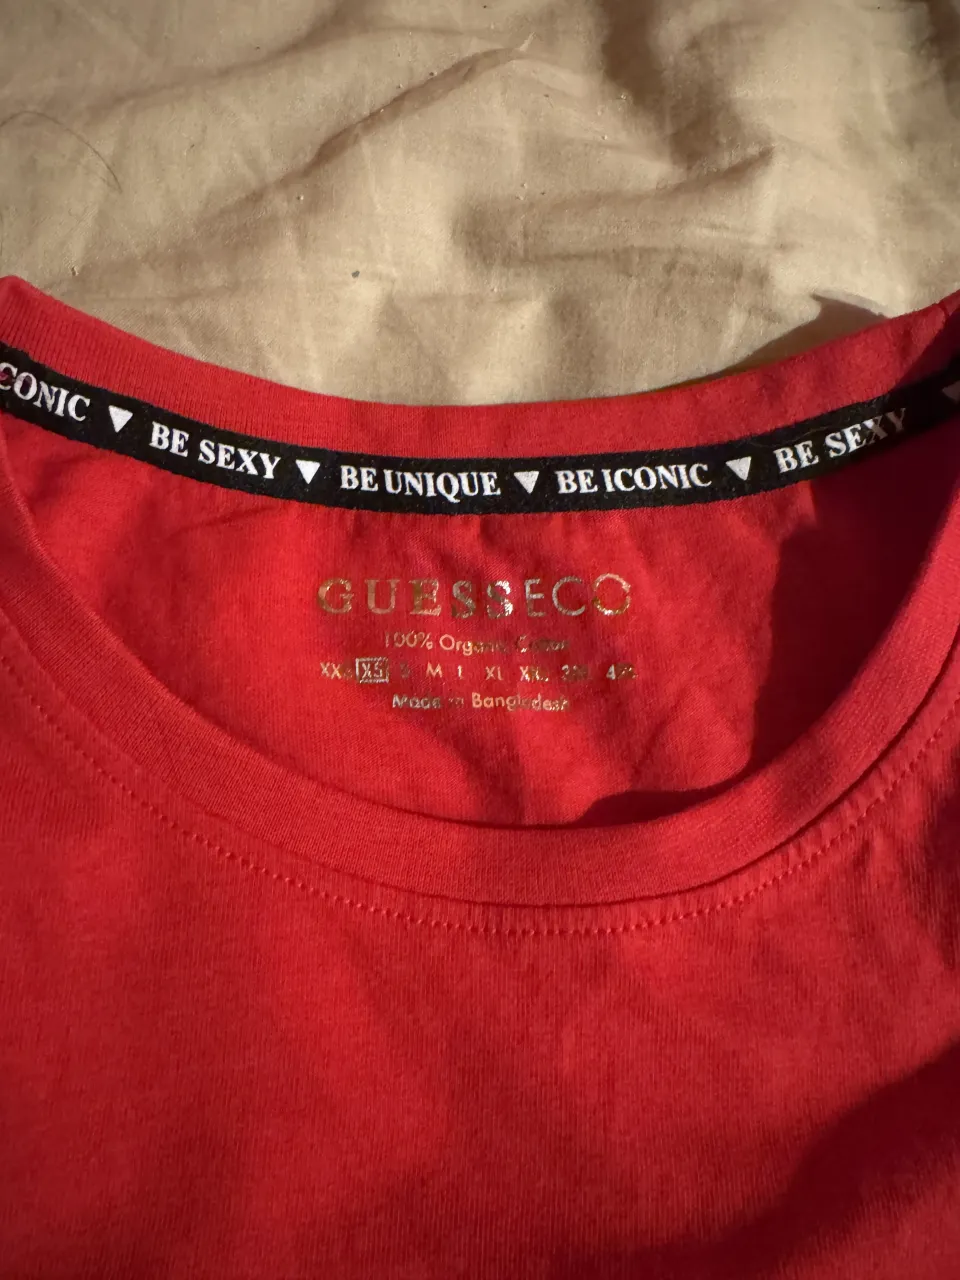 CONIC ▼ BE SEXY ▼ BE UNIQUE ▼ BE ICONIC ▼ BE SEXY ▼
GUESSECO
100% Organic Cotton
XXS XS S M L XL XXL 3XL 4XL
Made in Bangladesh